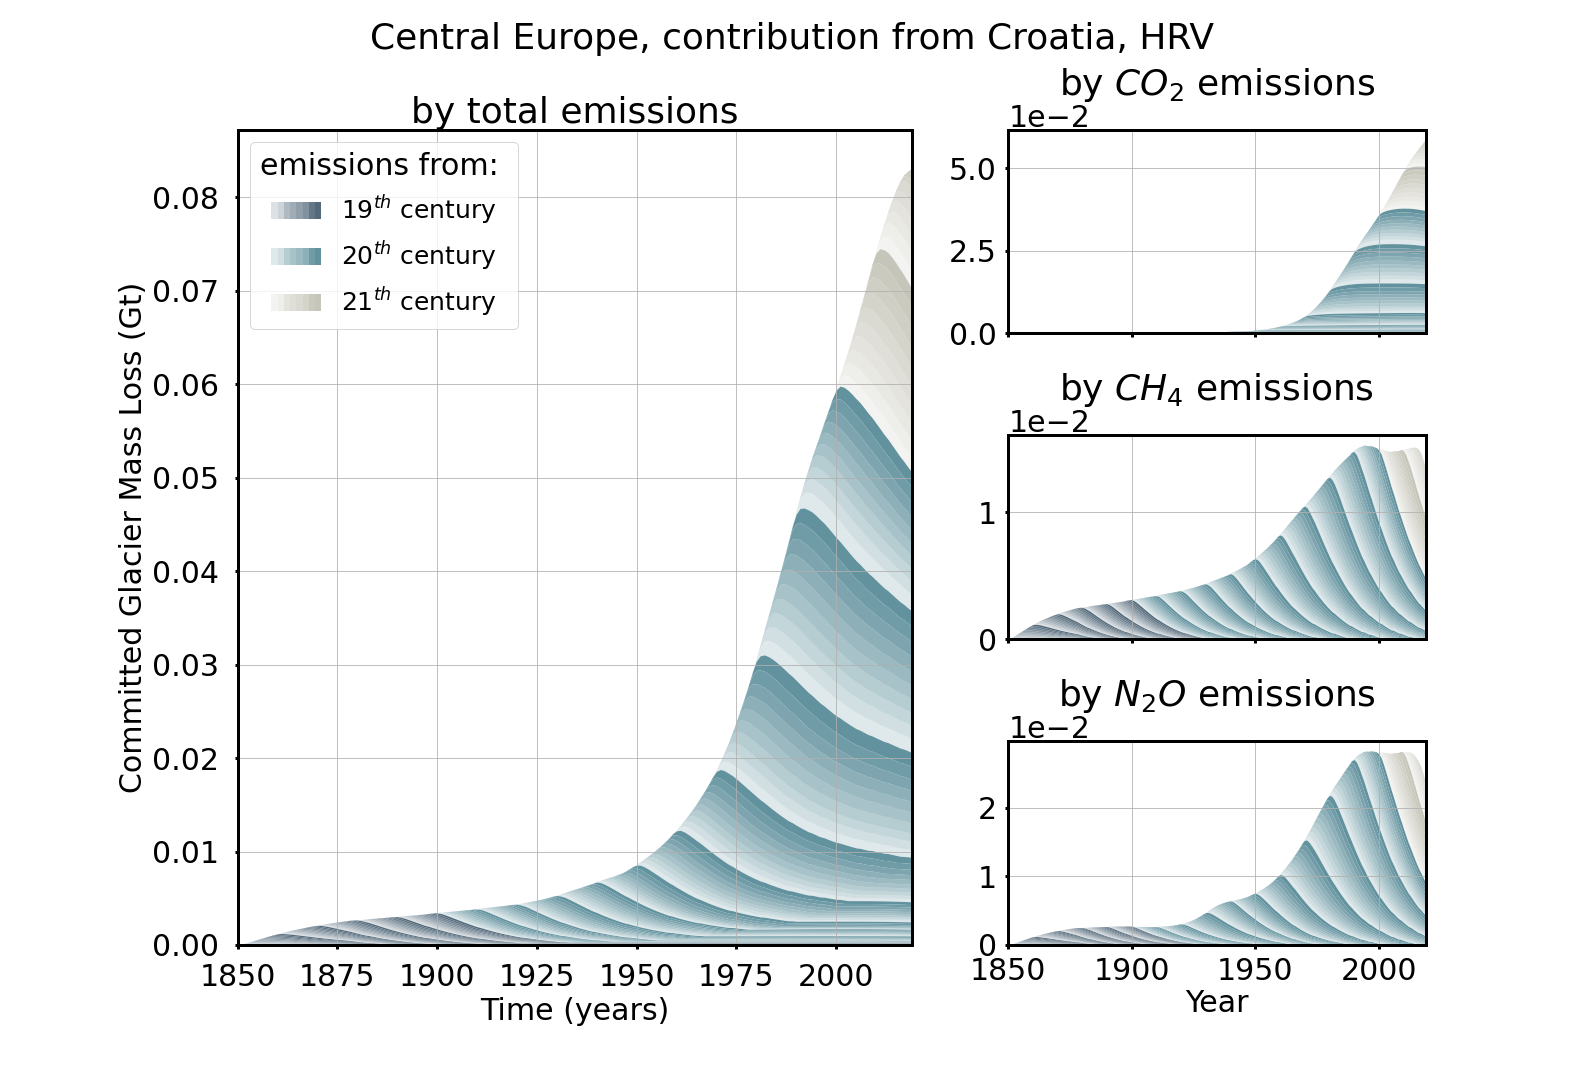 Central Europe, contribution from Croatia, HRV
by total emissions
emissions from:
19th century
20th century
21th century
Committed Glacier Mass Loss (Gt)
0.08
0.07
0.06
0.05
0.04
0.03
0.02
0.01
0.00
1850 1875 1900 1925 1950 1975 2000
Time (years)
by CO2 emissions
1e−2
5.0
2.5
0.0
by CH4 emissions
1e−2
1
0
by N2O emissions
1e−2
2
1
0
1850 1900 1950 2000
Year